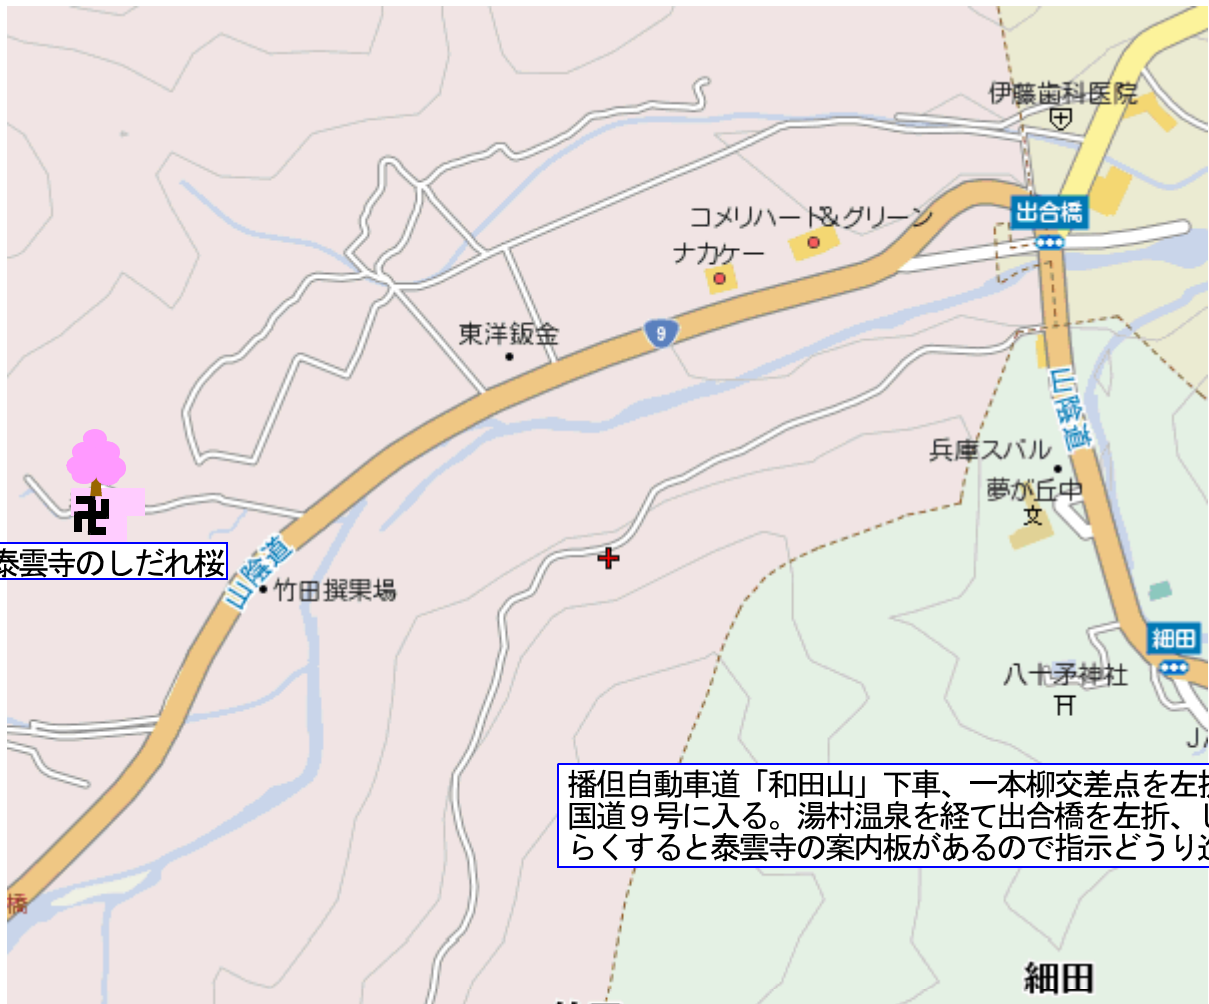 伊藤歯科医院
出合橋
コメリハート&グリーン
ナカケー
東洋鈑金
9
山陰道
兵庫スバル
夢が丘中
文
泰雲寺のしだれ桜
山陰道
竹田撰果場
細田
八十矛神社
JA
播但自動車道「和田山」下車、一本柳交差点を左折
国道9号に入る。湯村温泉を経て出合橋を左折、し
らくすると泰雲寺の案内板があるので指示どうり進
橋
細田